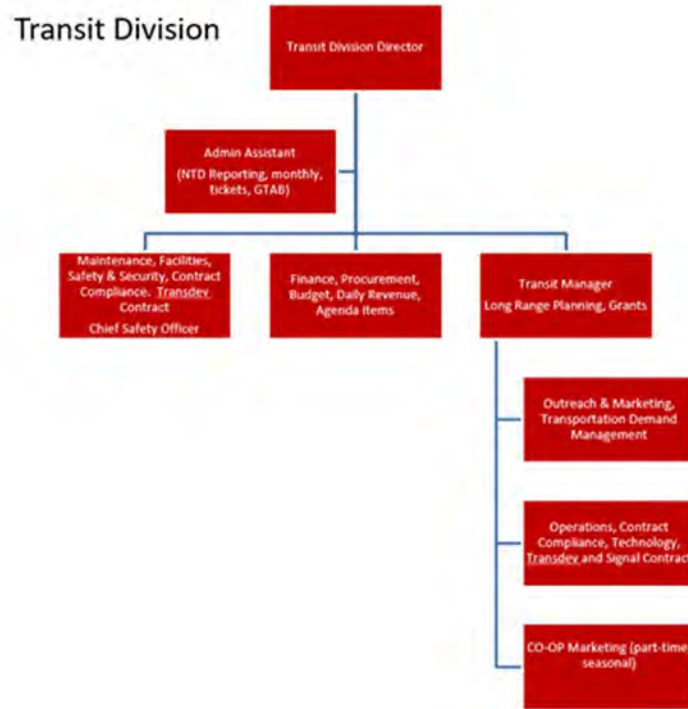 Transit Division
Transit Division Director
Admin Assistant
(NTD Reporting, monthly,
tickets, GTAB)
Maintenance, Facilities,
Safety & Security, Contract
Compliance. Transdev
Contract
Chief Safety Officer
Finance, Procurement,
Budget, Daily Revenue,
Agenda Items
Transit Manager
Long Range Planning, Grants
Outreach & Marketing,
Transportation Demand
Management
Operations, Contract
Compliance, Technology,
Transdev and Signal Contract
CO-OP Marketing (part-time,
seasonal)